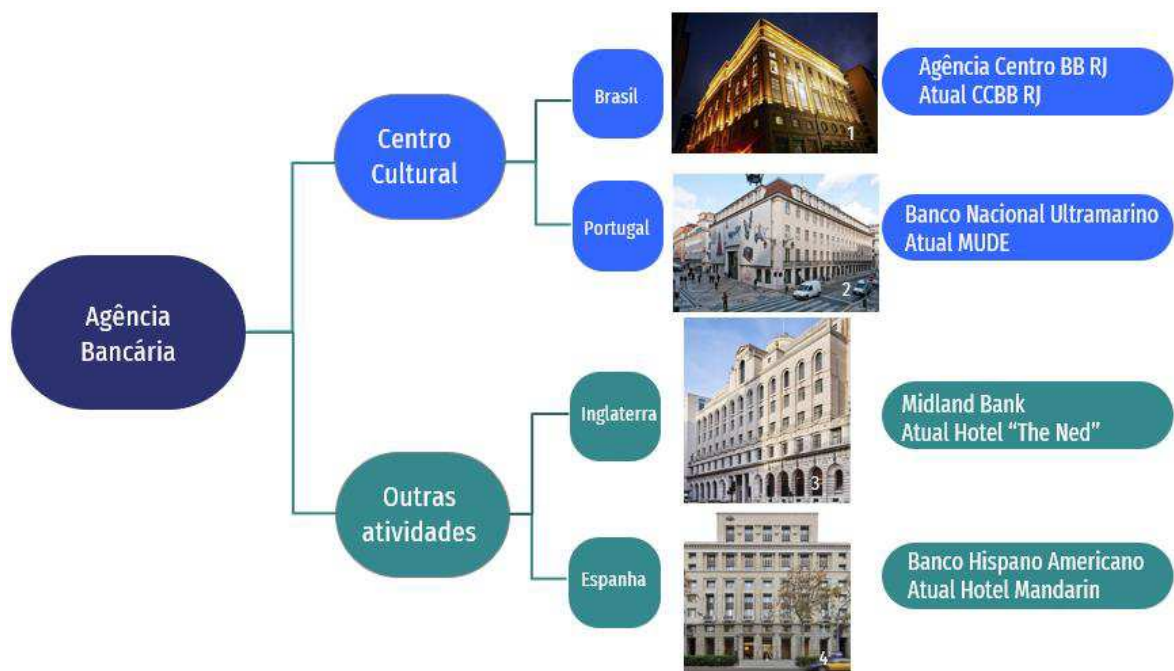 Agência
Bancária
Centro
Cultural
Brasil
1
Agência Centro BB RJ
Atual CCBB RJ
Portugal
2
Banco Nacional Ultramarino
Atual MUDE
Outras
atividades
Inglaterra
3
Midland Bank
Atual Hotel “The Ned”
Espanha
4
Banco Hispano Americano
Atual Hotel Mandarin